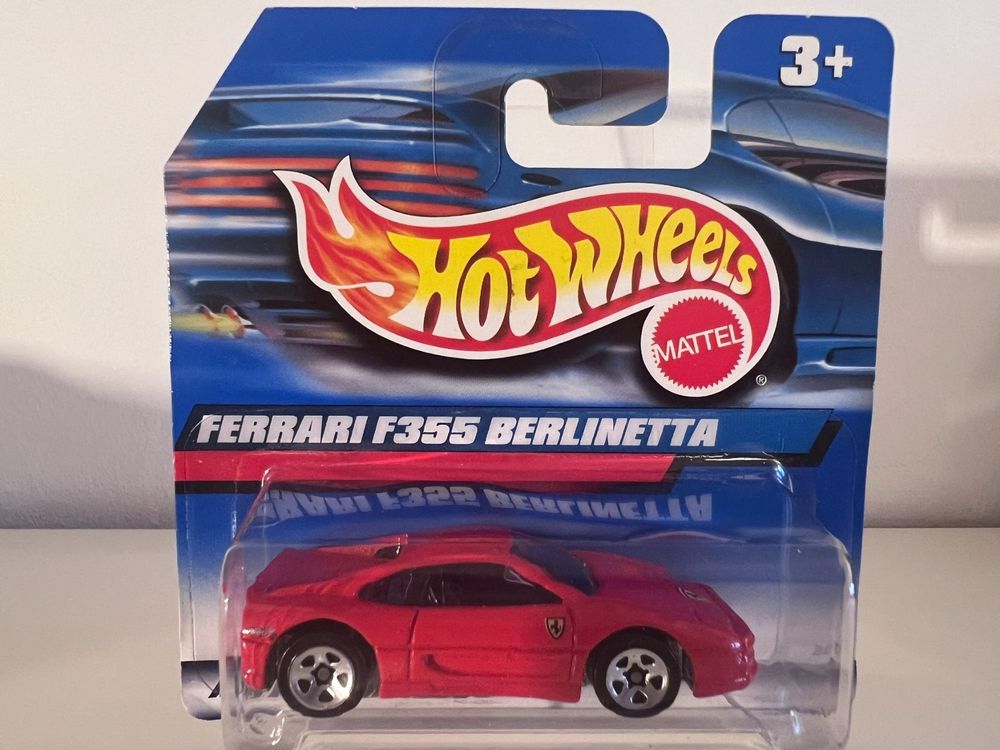 3+
Hot Wheels
MATTEL
®
FERRARI F355 BERLINETTA